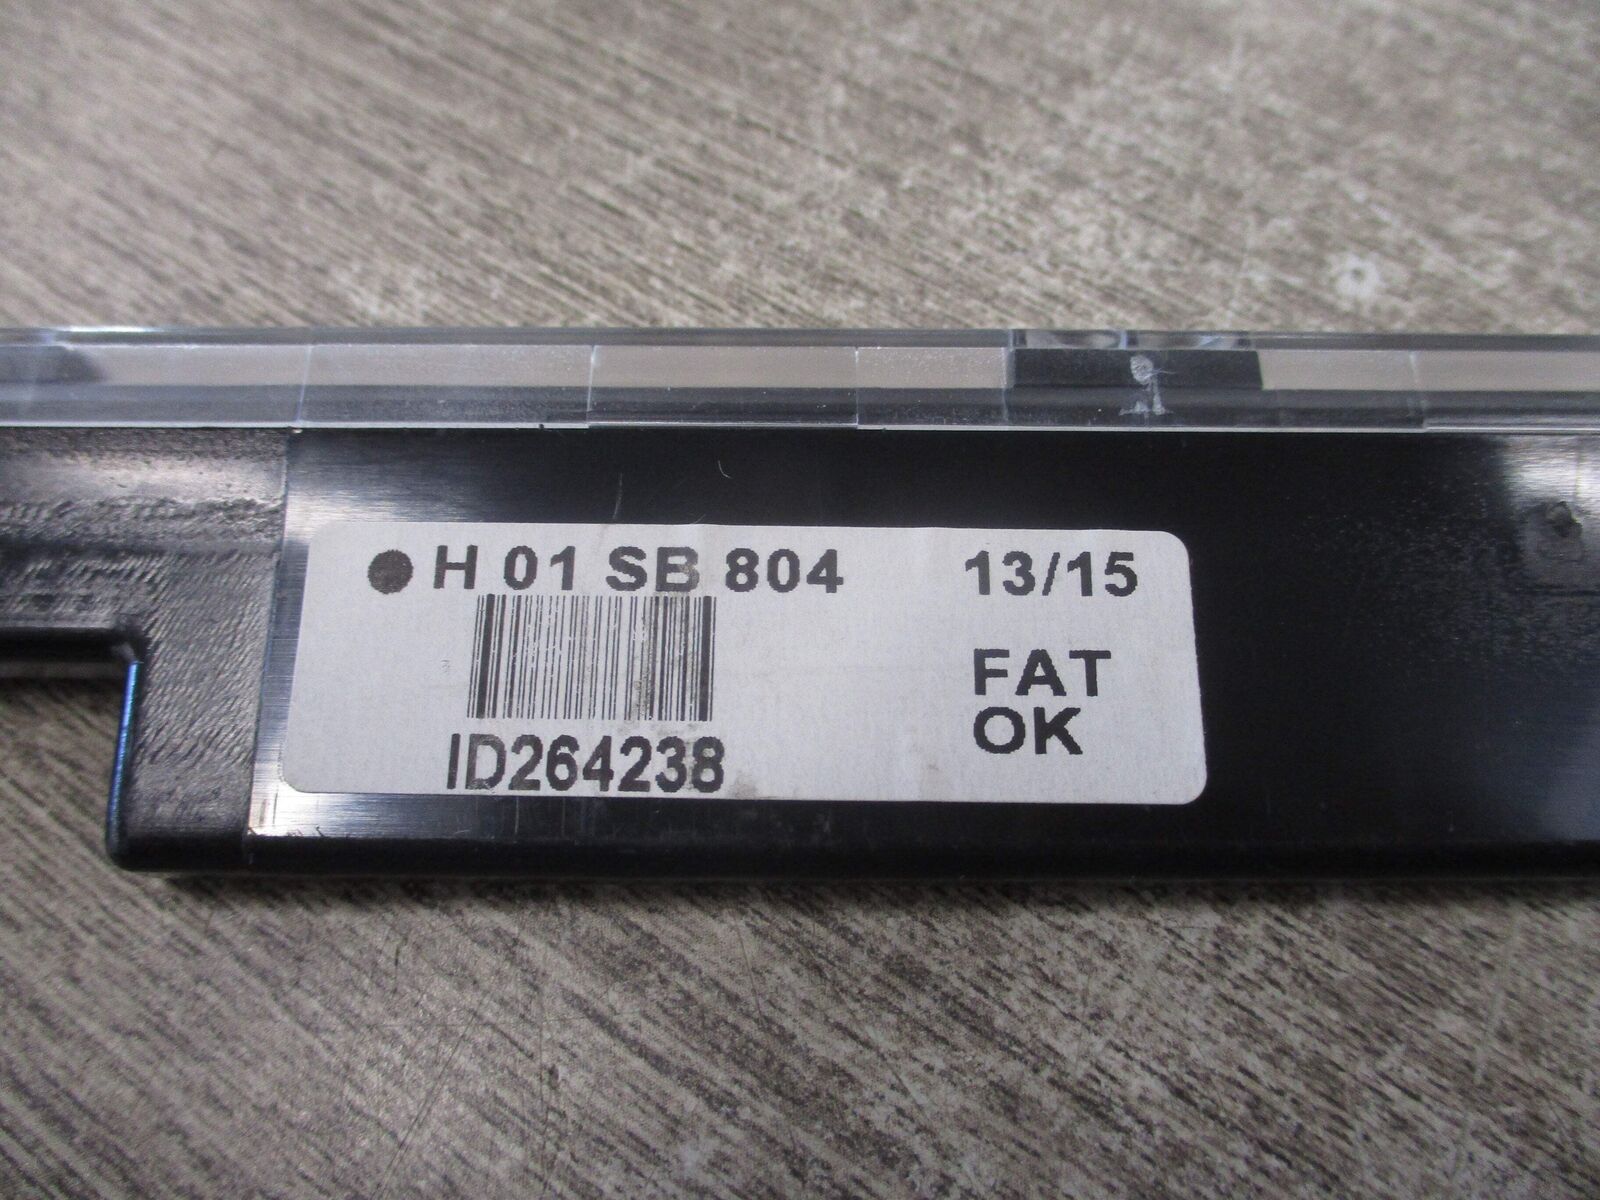 ● H 01 SB 804 13/15
FAT
OK
ID264238